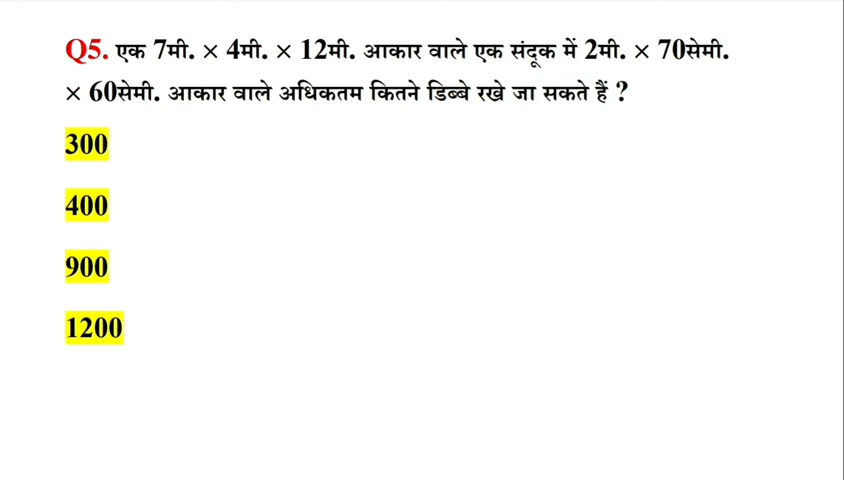 Q5. एक 7मी. × 4मी. × 12मी. आकार वाले एक संदूक में 2मी. × 70सेमी.
× 60सेमी. आकार वाले अधिकतम कितने डिब्बे रखे जा सकते हैं ?
300
400
900
1200